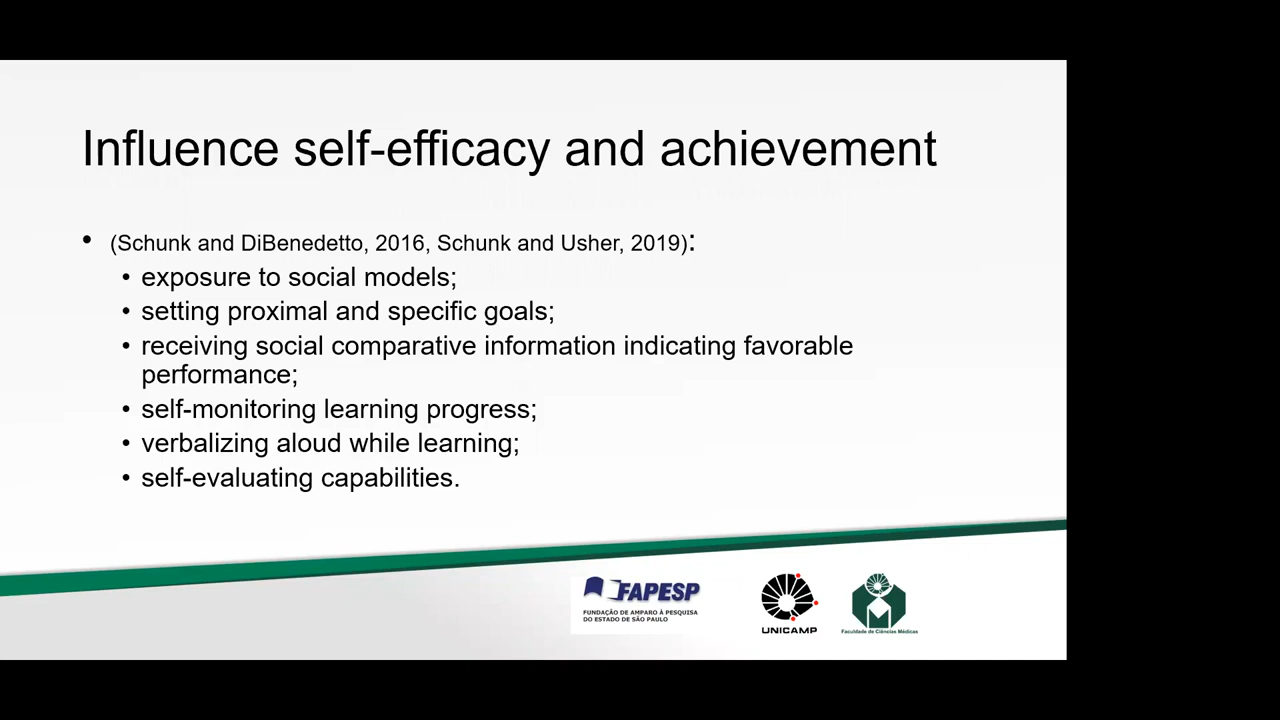 Influence self-efficacy and achievement
• (Schunk and DiBenedetto, 2016, Schunk and Usher, 2019):
• exposure to social models;
• setting proximal and specific goals;
• receiving social comparative information indicating favorable
performance;
• self-monitoring learning progress;
• verbalizing aloud while learning;
• self-evaluating capabilities.
FAPESP
FUNDAÇÃO DE AMPARO À PESQUISA
DO ESTADO DE SÃO PAULO
UNICAMP
Faculdade de Ciências Médicas